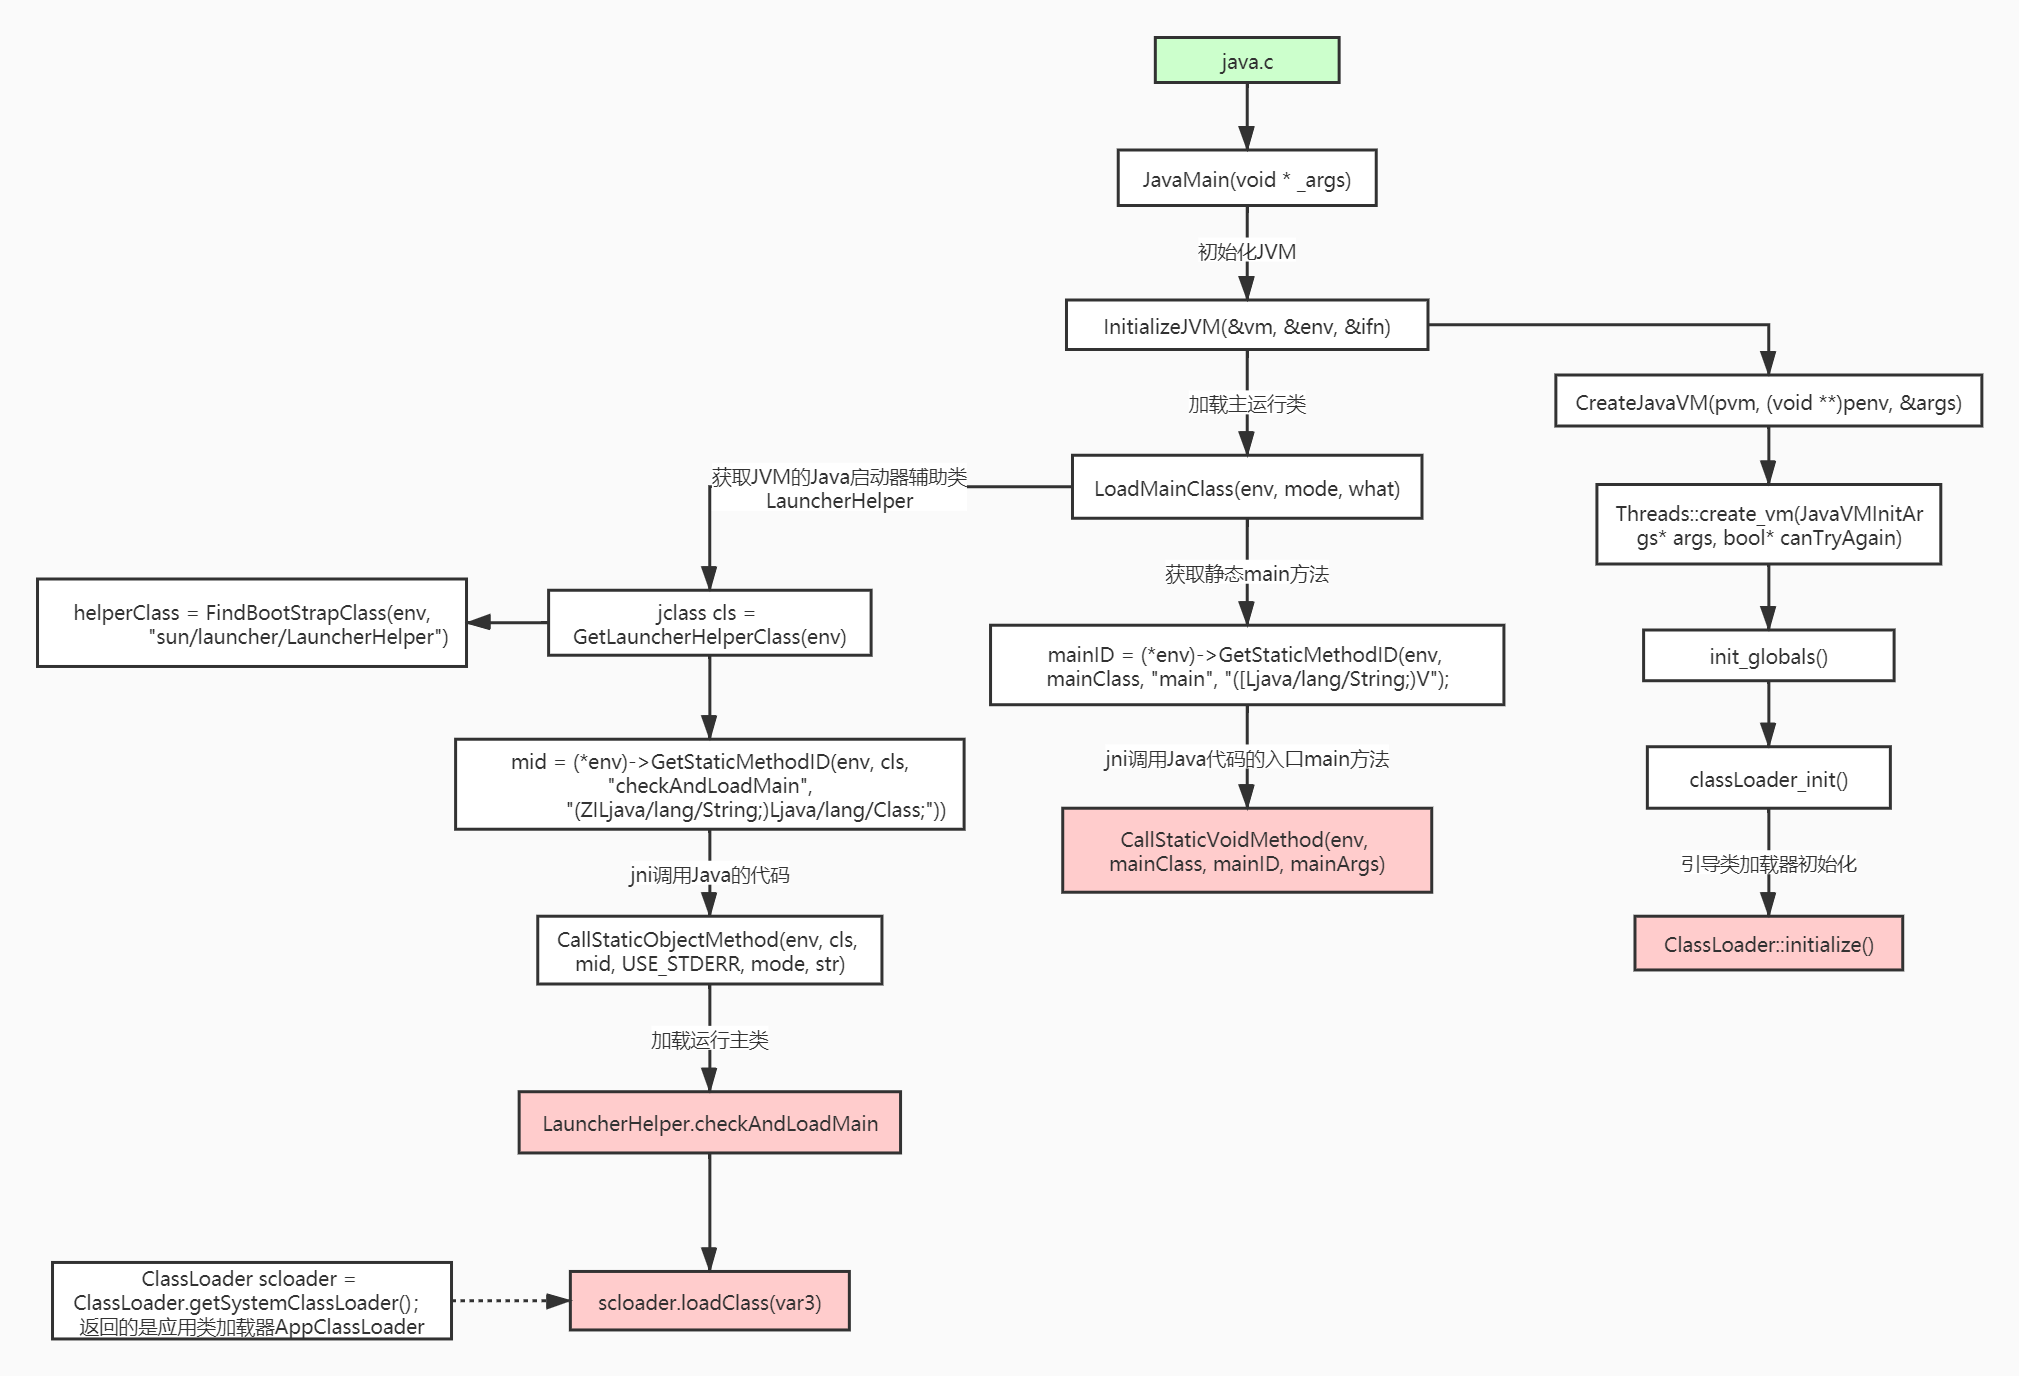 java.c
JavaMain(void * _args)
初始化JVM
InitializeJVM(&vm, &env, &ifn)
加载主运行类
CreateJavaVM(pvm, (void **)penv, &args)
获取JVM的Java启动器辅助类
LauncherHelper
LoadMainClass(env, mode, what)
Threads::create_vm(JavaVMInitAr
gs* args, bool* canTryAgain)
获取静态main方法
helperClass = FindBootStrapClass(env,
"sun/launcher/LauncherHelper")
jclass cls =
GetLauncherHelperClass(env)
mainID = (*env)->GetStaticMethodID(env,
mainClass, "main", "([Ljava/lang/String;)V");
init_globals()
mid = (*env)->GetStaticMethodID(env, cls,
"checkAndLoadMain",
"(ZILjava/lang/String;)Ljava/lang/Class;"))
jni调用Java代码的入口main方法
classLoader_init()
jni调用Java的代码
CallStaticVoidMethod(env,
mainClass, mainID, mainArgs)
引导类加载器初始化
CallStaticObjectMethod(env, cls,
mid, USE_STDERR, mode, str)
ClassLoader::initialize()
加载运行主类
LauncherHelper.checkAndLoadMain
ClassLoader scloader =
ClassLoader.getSystemClassLoader();
返回的是应用类加载器AppClassLoader
scloader.loadClass(var3)